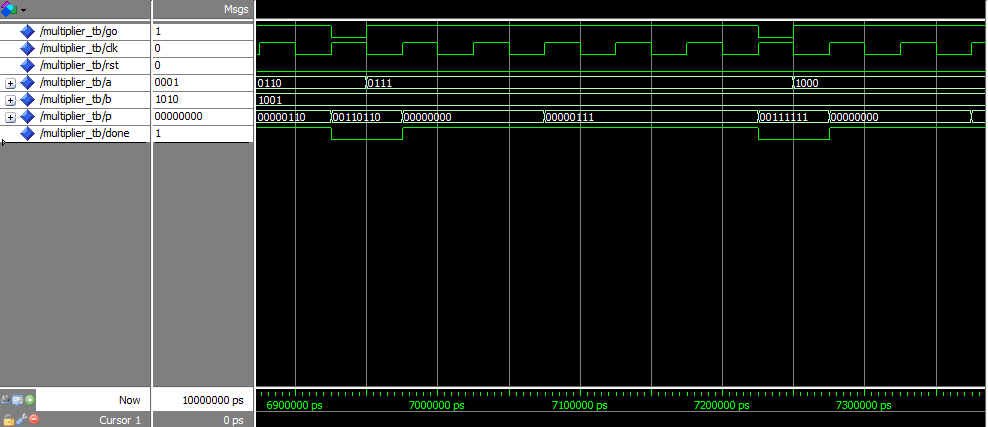 Msgs
/multiplier_tb/go 1
/multiplier_tb/clk 0
/multiplier_tb/rst 0
/multiplier_tb/a 0001 0110 0111 1000
/multiplier_tb/b 1010 1001
/multiplier_tb/p 00000000 00000110 00110110 00000000 00000111 00111111 00000000
/multiplier_tb/done 1
Now 10000000 ps 6900000 ps 7000000 ps 7100000 ps 7200000 ps 7300000 ps
Cursor 1 0 ps